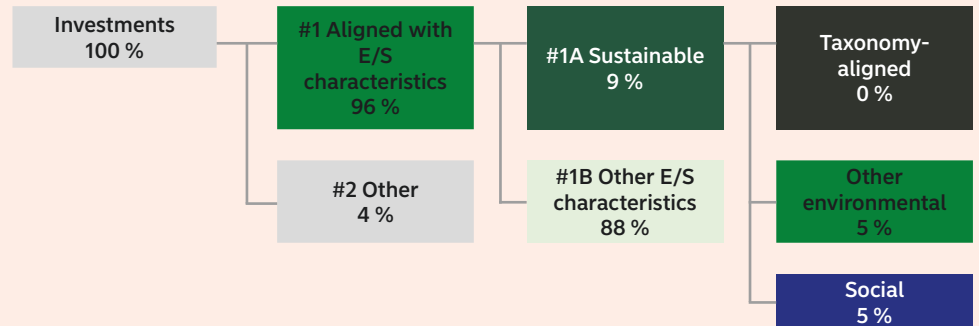 Investments
100 %
#1 Aligned with
E/S
characteristics
96 %
#1A Sustainable
9 %
Taxonomy-
aligned
0 %
#2 Other
4 %
#1B Other E/S
characteristics
88 %
Other
environmental
5 %
Social
5 %